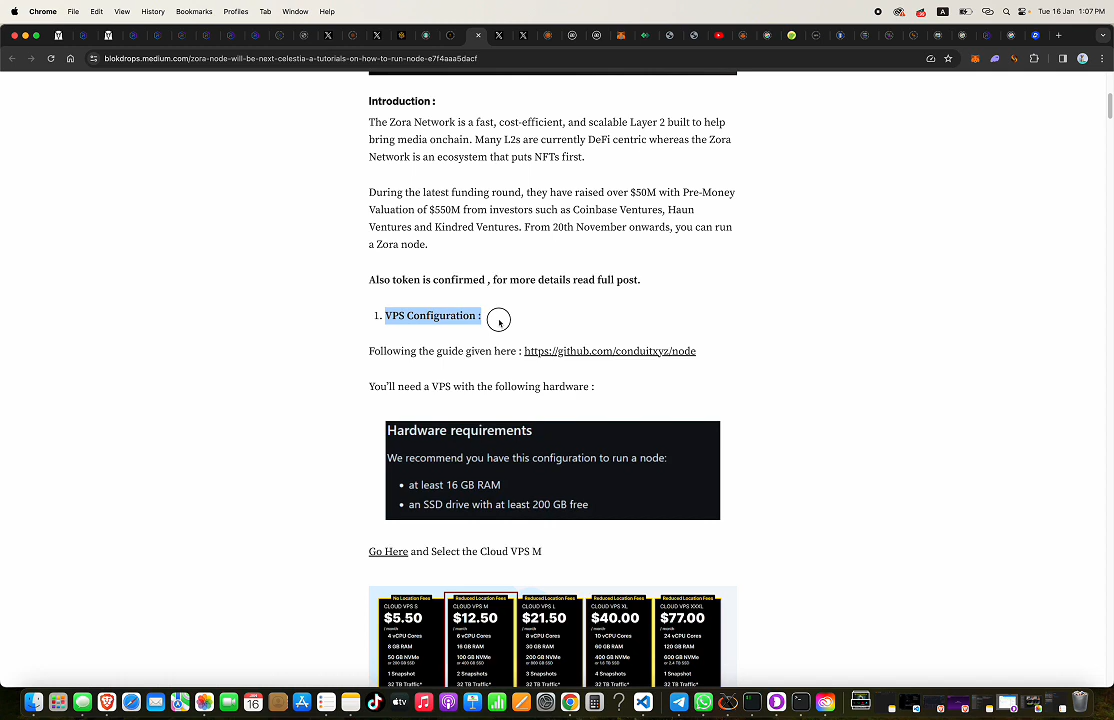 Chrome File Edit View History Bookmarks Profiles Tab Window Help
Tue 16 Jan 1:07 PM
blokdrops.medium.com/zora-node-will-be-next-celestia-a-tutorials-on-how-to-run-node-e7f4aaa5dacf
Introduction :
The Zora Network is a fast, cost-efficient, and scalable Layer 2 built to help
bring media onchain. Many L2s are currently DeFi centric whereas the Zora
Network is an ecosystem that puts NFTs first.
During the latest funding round, they have raised over $50M with Pre-Money
Valuation of $550M from investors such as Coinbase Ventures, Haun
Ventures and Kindred Ventures. From 20th November onwards, you can run
a Zora node.
Also token is confirmed , for more details read full post.
1. VPS Configuration :
Following the guide given here : https://github.com/conduitxyz/node
You'll need a VPS with the following hardware :
Hardware requirements
We recommend you have this configuration to run a node:
• at least 16 GB RAM
• an SSD drive with at least 200 GB free
Go Here and Select the Cloud VPS M
No Location Fees Reduced Location Fees Reduced Location Fees Reduced Location Fees Reduced Location Fees
CLOUD VPS S CLOUD VPS M CLOUD VPS L CLOUD VPS XL CLOUD VPS XXXL
$5.50 $12.50 $21.50 $40.00 $77.00
/ month / month / month / month / month
4 vCPU Cores 6 vCPU Cores 8 vCPU Cores 10 vCPU Cores 24 vCPU Cores
8 GB RAM 16 GB RAM 30 GB RAM 60 GB RAM 120 GB RAM
50 GB NVMe 100 GB NVMe 200 GB NVMe 400 GB NVMe 600 GB NVMe
or 200 GB SSD or 400 GB SSD or 800 GB SSD or 1.6 TB SSD or 2.4 TB SSD
1 Snapshot 2 Snapshots 3 Snapshots 4 Snapshots 1 Snapshot
32 TB Traffic* 32 TB Traffic* 32 TB Traffic* 32 TB Traffic* 32 TB Traffic*